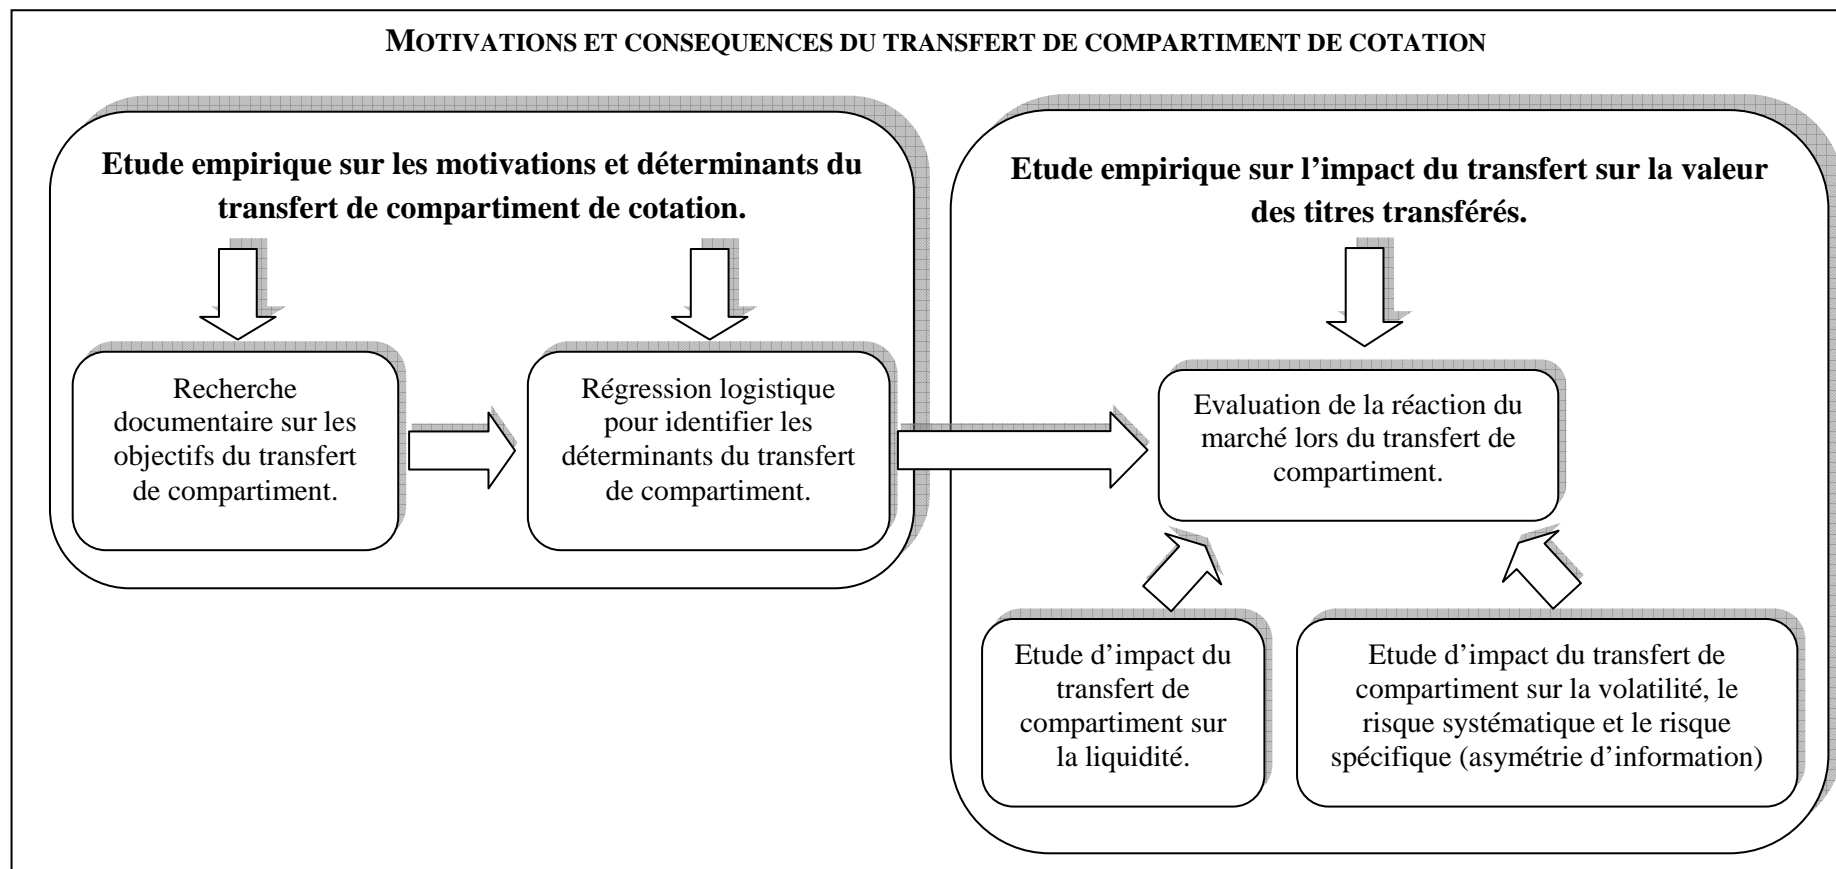 MOTIVATIONS ET CONSEQUENCES DU TRANSFERT DE COMPARTIMENT DE COTATION
Etude empirique sur les motivations et déterminants du
transfert de compartiment de cotation.
Recherche
documentaire sur les
objectifs du transfert
de compartiment.
Régression logistique
pour identifier les
déterminants du transfert
de compartiment.
Etude empirique sur l’impact du transfert sur la valeur
des titres transférés.
Evaluation de la réaction du
marché lors du transfert de
compartiment.
Etude d’impact du
transfert de
compartiment sur
la liquidité.
Etude d’impact du transfert de
compartiment sur la volatilité, le
risque systématique et le risque
spécifique (asymétrie d’information)